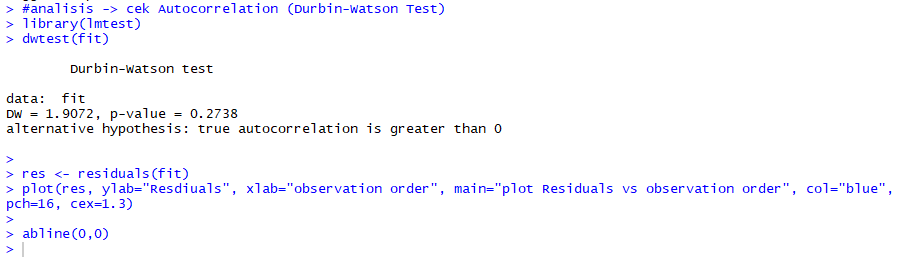 > #analisis -> cek Autocorrelation (Durbin-Watson Test)
> library(lmtest)
> dwtest(fit)
Durbin-Watson test
data:  fit
DW = 1.9072, p-value = 0.2738
alternative hypothesis: true autocorrelation is greater than 0
>
> res <- residuals(fit)
> plot(res, ylab="Resdiuals", xlab="observation order", main="plot Residuals vs observation order", col="blue",
pch=16, cex=1.3)
>
> abline(0,0)
>